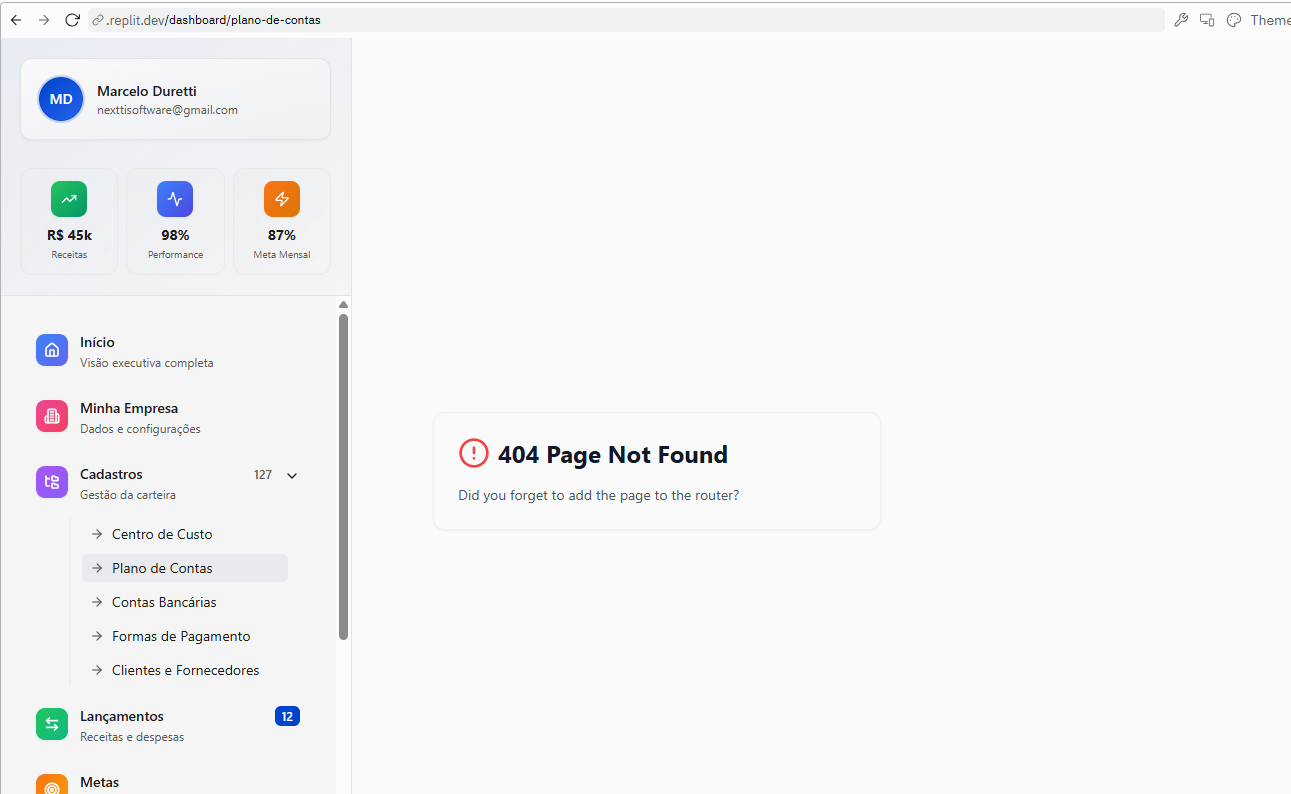 .replit.dev/dashboard/plano-de-contas
Theme
MD
Marcelo Duretti
nexttisoftware@gmail.com
R$ 45k
Receitas
98%
Performance
87%
Meta Mensal
Início
Visão executiva completa
Minha Empresa
Dados e configurações
Cadastros
127
Gestão da carteira
Centro de Custo
Plano de Contas
Contas Bancárias
Formas de Pagamento
Clientes e Fornecedores
Lançamentos
12
Receitas e despesas
Metas
404 Page Not Found
Did you forget to add the page to the router?